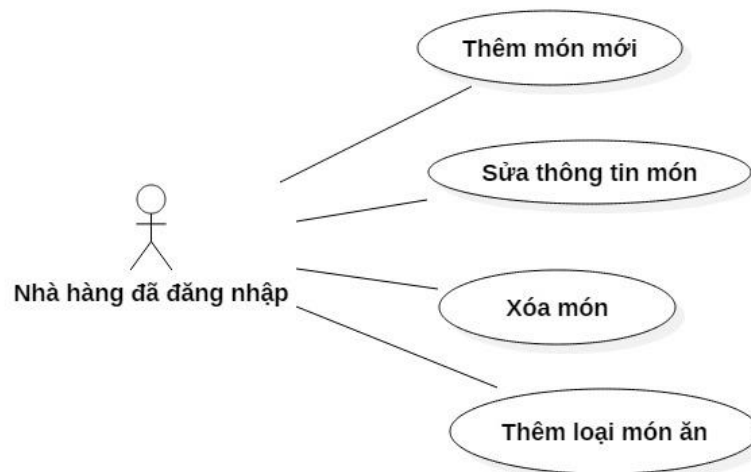 Thêm món mới
Sửa thông tin món
Nhà hàng đã đăng nhập
Xóa món
Thêm loại món ăn